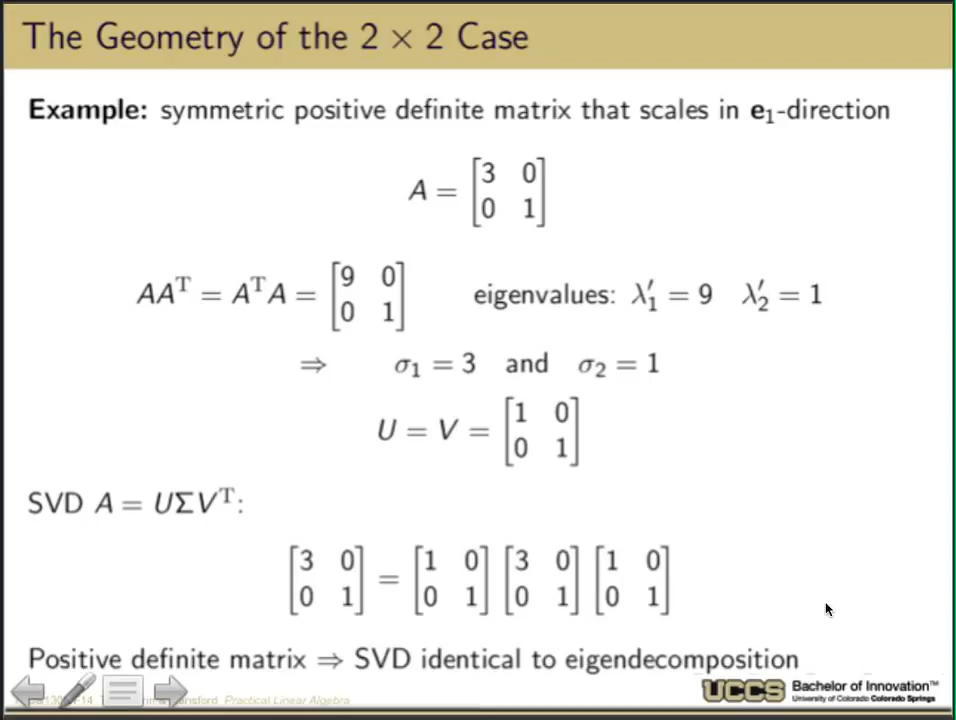 The Geometry of the 2 × 2 Case
Example: symmetric positive definite matrix that scales in e₁-direction
A = [3 0; 0 1]
AAᵀ = AᵀA = [9 0; 0 1] eigenvalues: λ′₁ = 9 λ′₂ = 1
⇒ σ₁ = 3 and σ₂ = 1
U = V = [1 0; 0 1]
SVD A = UΣVᵀ:
[3 0; 0 1] = [1 0; 0 1] [3 0; 0 1] [1 0; 0 1]
Positive definite matrix ⇒ SVD identical to eigendecomposition
Practical Linear Algebra
UCCS Bachelor of Innovation™
University of Colorado Colorado Springs